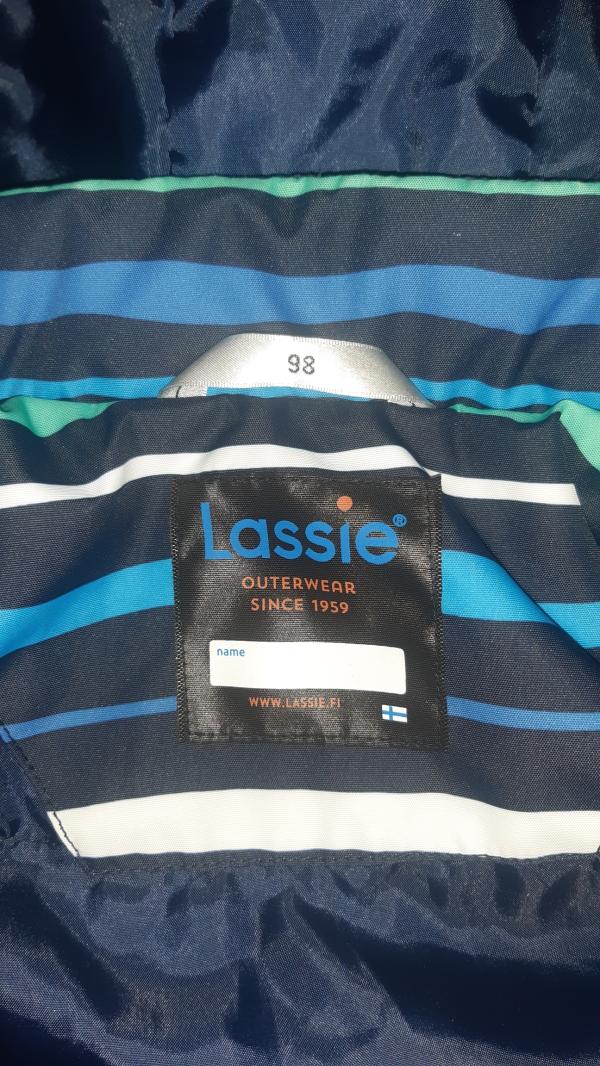 98
Lassie®
OUTERWEAR
SINCE 1959
name
WWW.LASSIE.FI